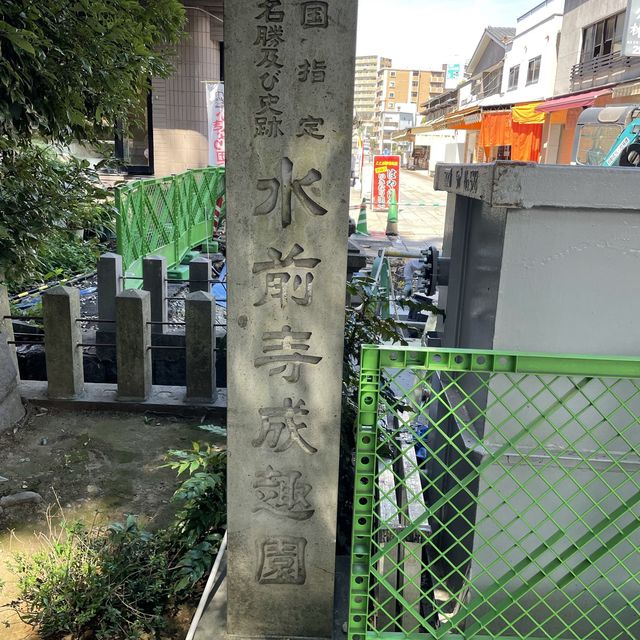 国指定
名勝及び史跡
水前寺成趣園